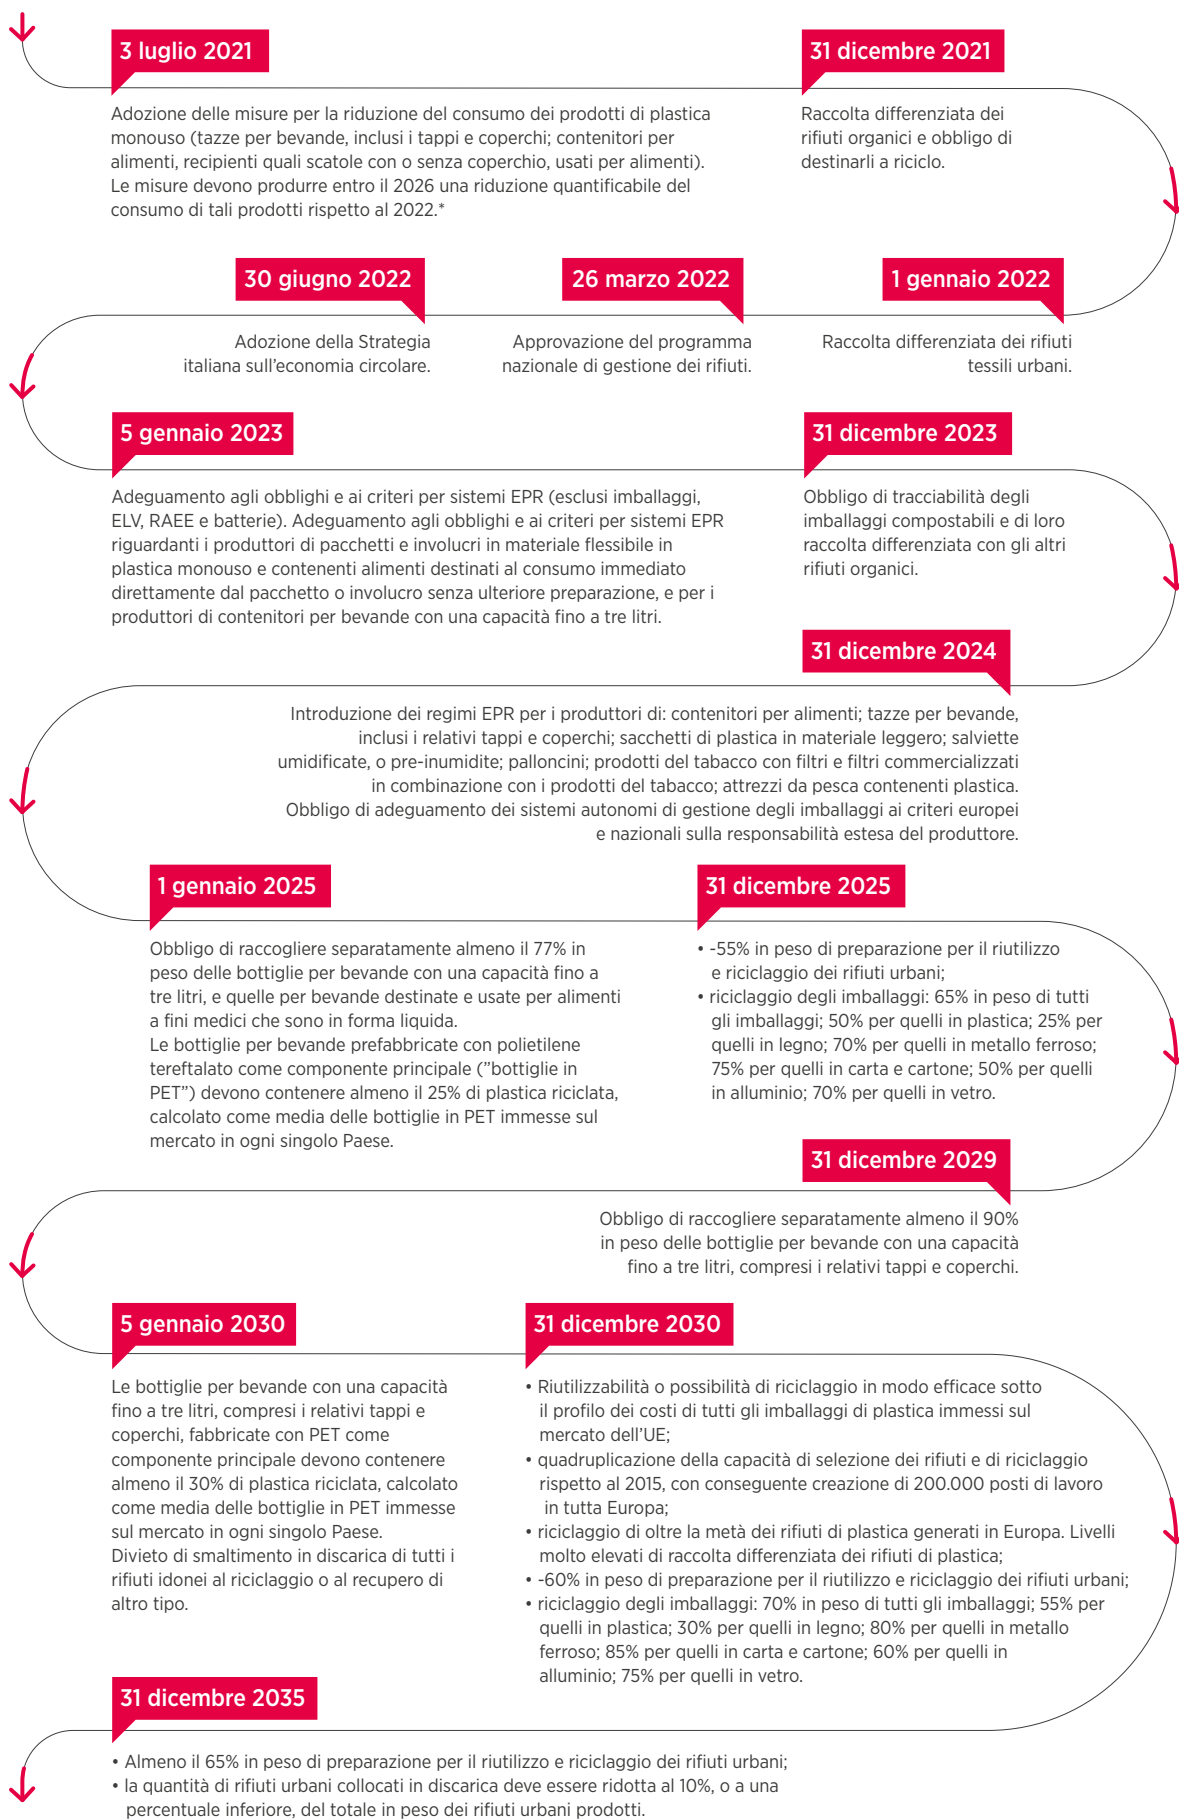 3 luglio 2021
Adozione delle misure per la riduzione del consumo dei prodotti di plastica
monouso (tazze per bevande, inclusi i tappi e coperchi; contenitori per
alimenti, recipienti quali scatole con o senza coperchio, usati per alimenti).
Le misure devono produrre entro il 2026 una riduzione quantificabile del
consumo di tali prodotti rispetto al 2022.*
31 dicembre 2021
Raccolta differenziata dei
rifiuti organici e obbligo di
destinarli a riciclo.
1 gennaio 2022
Raccolta differenziata dei rifiuti
tessili urbani.
26 marzo 2022
Approvazione del programma
nazionale di gestione dei rifiuti.
30 giugno 2022
Adozione della Strategia
italiana sull'economia circolare.
5 gennaio 2023
Adeguamento agli obblighi e ai criteri per sistemi EPR (esclusi imballaggi,
ELV, RAEE e batterie). Adeguamento agli obblighi e ai criteri per sistemi EPR
riguardanti i produttori di pacchetti e involucri in materiale flessibile in
plastica monouso e contenenti alimenti destinati al consumo immediato
direttamente dal pacchetto o involucro senza ulteriore preparazione, e per i
produttori di contenitori per bevande con una capacità fino a tre litri.
31 dicembre 2023
Obbligo di tracciabilità degli
imballaggi compostabili e di loro
raccolta differenziata con gli altri
rifiuti organici.
31 dicembre 2024
Introduzione dei regimi EPR per i produttori di: contenitori per alimenti; tazze per bevande,
inclusi i relativi tappi e coperchi; sacchetti di plastica in materiale leggero; salviette
umidificate, o pre-inumidite; palloncini; prodotti del tabacco con filtri e filtri commercializzati
in combinazione con i prodotti del tabacco; attrezzi da pesca contenenti plastica.
Obbligo di adeguamento dei sistemi autonomi di gestione degli imballaggi ai criteri europei
e nazionali sulla responsabilità estesa del produttore.
1 gennaio 2025
Obbligo di raccogliere separatamente almeno il 77% in
peso delle bottiglie per bevande con una capacità fino a
tre litri, e quelle per bevande destinate e usate per alimenti
a fini medici che sono in forma liquida.
Le bottiglie per bevande prefabbricate con polietilene
tereftalato come componente principale (”bottiglie in
PET”) devono contenere almeno il 25% di plastica riciclata,
calcolato come media delle bottiglie in PET immesse sul
mercato in ogni singolo Paese.
31 dicembre 2025
• -55% in peso di preparazione per il riutilizzo
e riciclaggio dei rifiuti urbani;
• riciclaggio degli imballaggi: 65% in peso di tutti
gli imballaggi; 50% per quelli in plastica; 25% per
quelli in legno; 70% per quelli in metallo ferroso;
75% per quelli in carta e cartone; 50% per quelli
in alluminio; 70% per quelli in vetro.
31 dicembre 2029
Obbligo di raccogliere separatamente almeno il 90%
in peso delle bottiglie per bevande con una capacità
fino a tre litri, compresi i relativi tappi e coperchi.
5 gennaio 2030
Le bottiglie per bevande con una capacità
fino a tre litri, compresi i relativi tappi e
coperchi, fabbricate con PET come
componente principale devono contenere
almeno il 30% di plastica riciclata, calcolato
come media delle bottiglie in PET immesse
sul mercato in ogni singolo Paese.
Divieto di smaltimento in discarica di tutti i
rifiuti idonei al riciclaggio o al recupero di
altro tipo.
31 dicembre 2030
• Riutilizzabilità o possibilità di riciclaggio in modo efficace sotto
il profilo dei costi di tutti gli imballaggi di plastica immessi sul
mercato dell'UE;
• quadruplicazione della capacità di selezione dei rifiuti e di riciclaggio
rispetto al 2015, con conseguente creazione di 200.000 posti di lavoro
in tutta Europa;
• riciclaggio di oltre la metà dei rifiuti di plastica generati in Europa. Livelli
molto elevati di raccolta differenziata dei rifiuti di plastica;
• -60% in peso di preparazione per il riutilizzo e riciclaggio dei rifiuti urbani;
• riciclaggio degli imballaggi: 70% in peso di tutti gli imballaggi; 55% per
quelli in plastica; 30% per quelli in legno; 80% per quelli in metallo
ferroso; 85% per quelli in carta e cartone; 60% per quelli in
alluminio; 75% per quelli in vetro.
31 dicembre 2035
• Almeno il 65% in peso di preparazione per il riutilizzo e riciclaggio dei rifiuti urbani;
• la quantità di rifiuti urbani collocati in discarica deve essere ridotta al 10%, o a una
percentuale inferiore, del totale in peso dei rifiuti urbani prodotti.